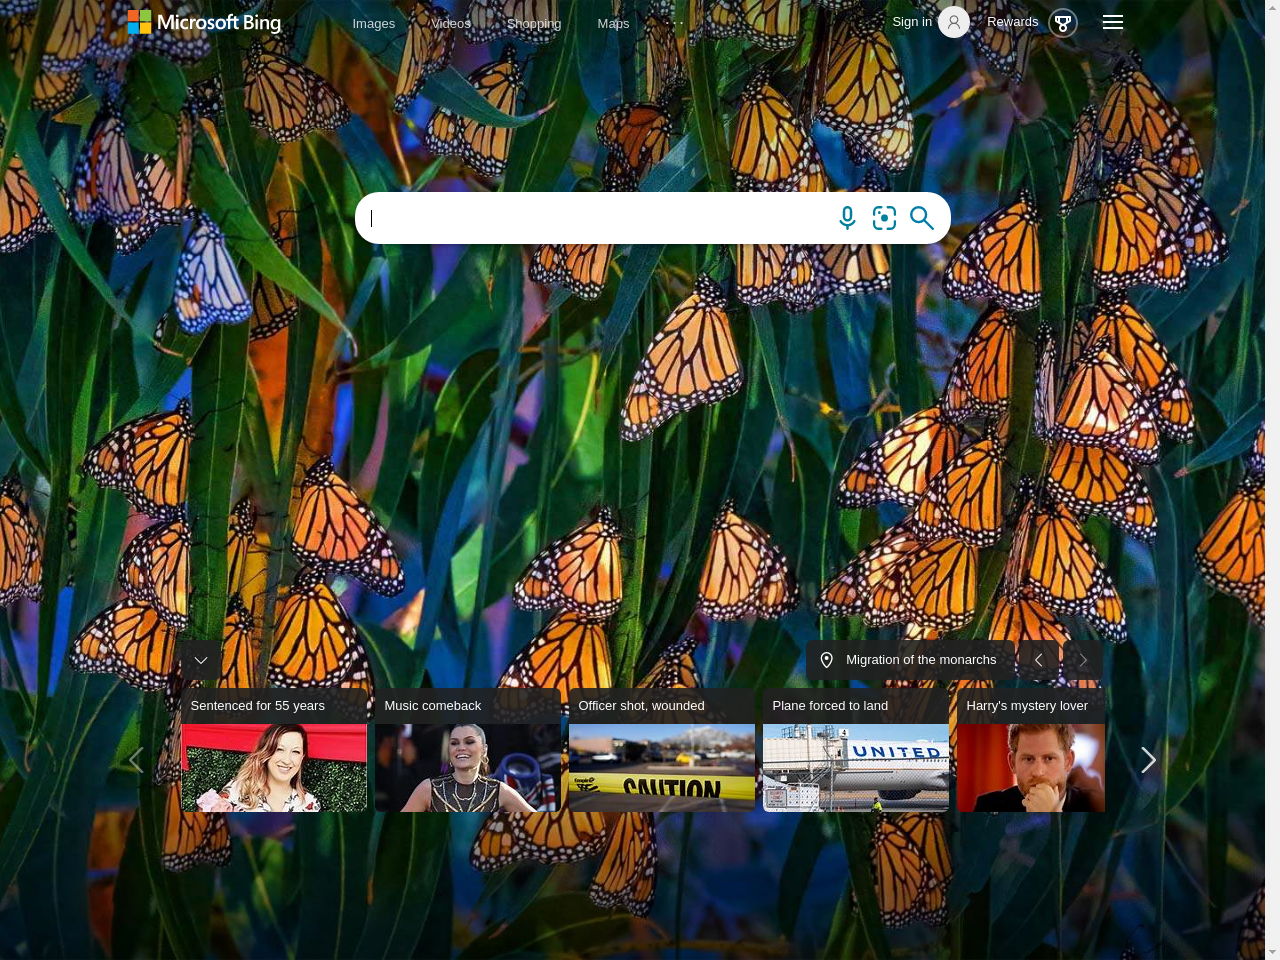 Microsoft Bing
Images
Videos
Shopping
Maps
Sign in
Rewards
Migration of the monarchs
Sentenced for 55 years
Music comeback
Officer shot, wounded
Plane forced to land
Harry's mystery lover
CAUTION
4
UNITED